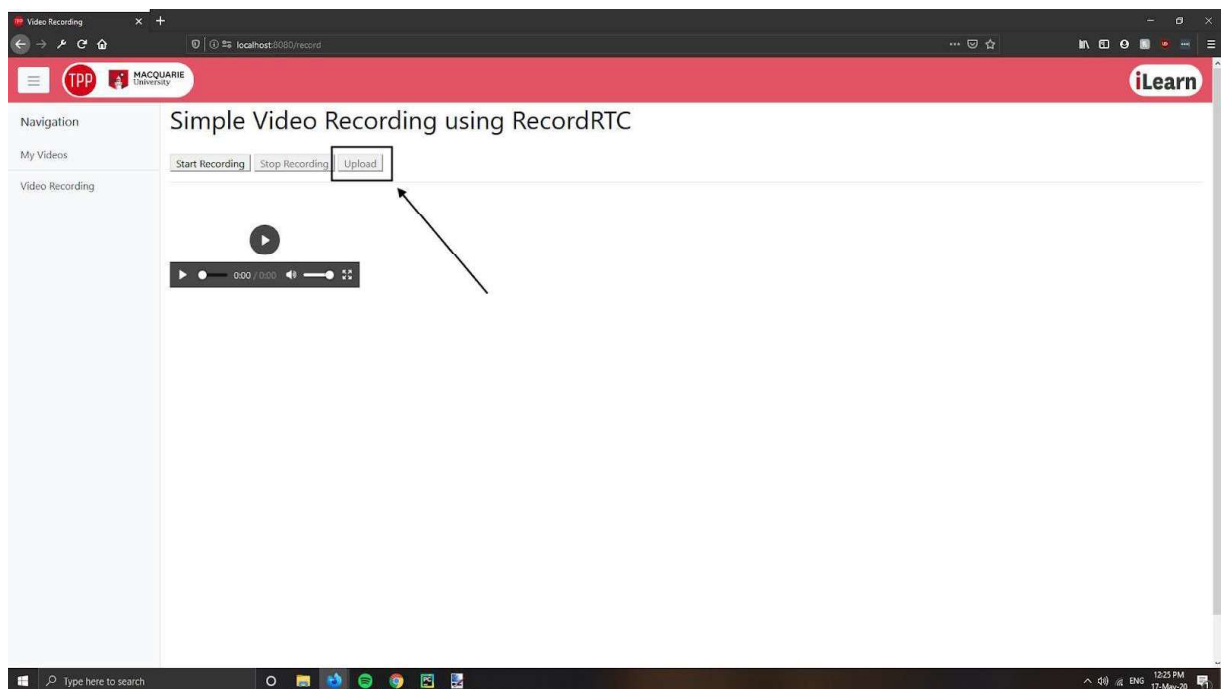 Video Recording
localhost:8080/record
TPP
MACQUARIE
University
iLearn
Navigation
My Videos
Video Recording
Simple Video Recording using RecordRTC
Start Recording Stop Recording Upload
0:00 / 0:00
Type here to search
ENG
12:25 PM
17-May-20